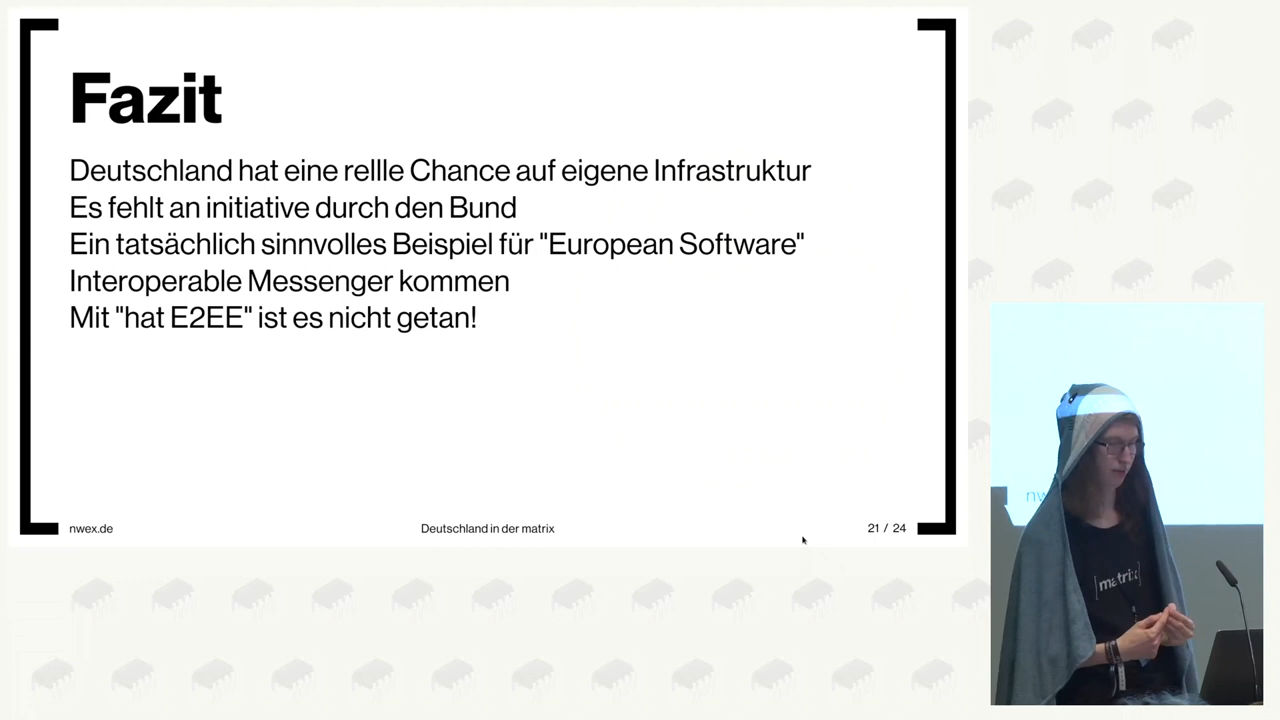 Fazit
Deutschland hat eine rellle Chance auf eigene Infrastruktur
Es fehlt an initiative durch den Bund
Ein tatsächlich sinnvolles Beispiel für "European Software"
Interoperable Messenger kommen
Mit "hat E2EE" ist es nicht getan!
nwex.de
Deutschland in der matrix
21 / 24
nw
[matrix]